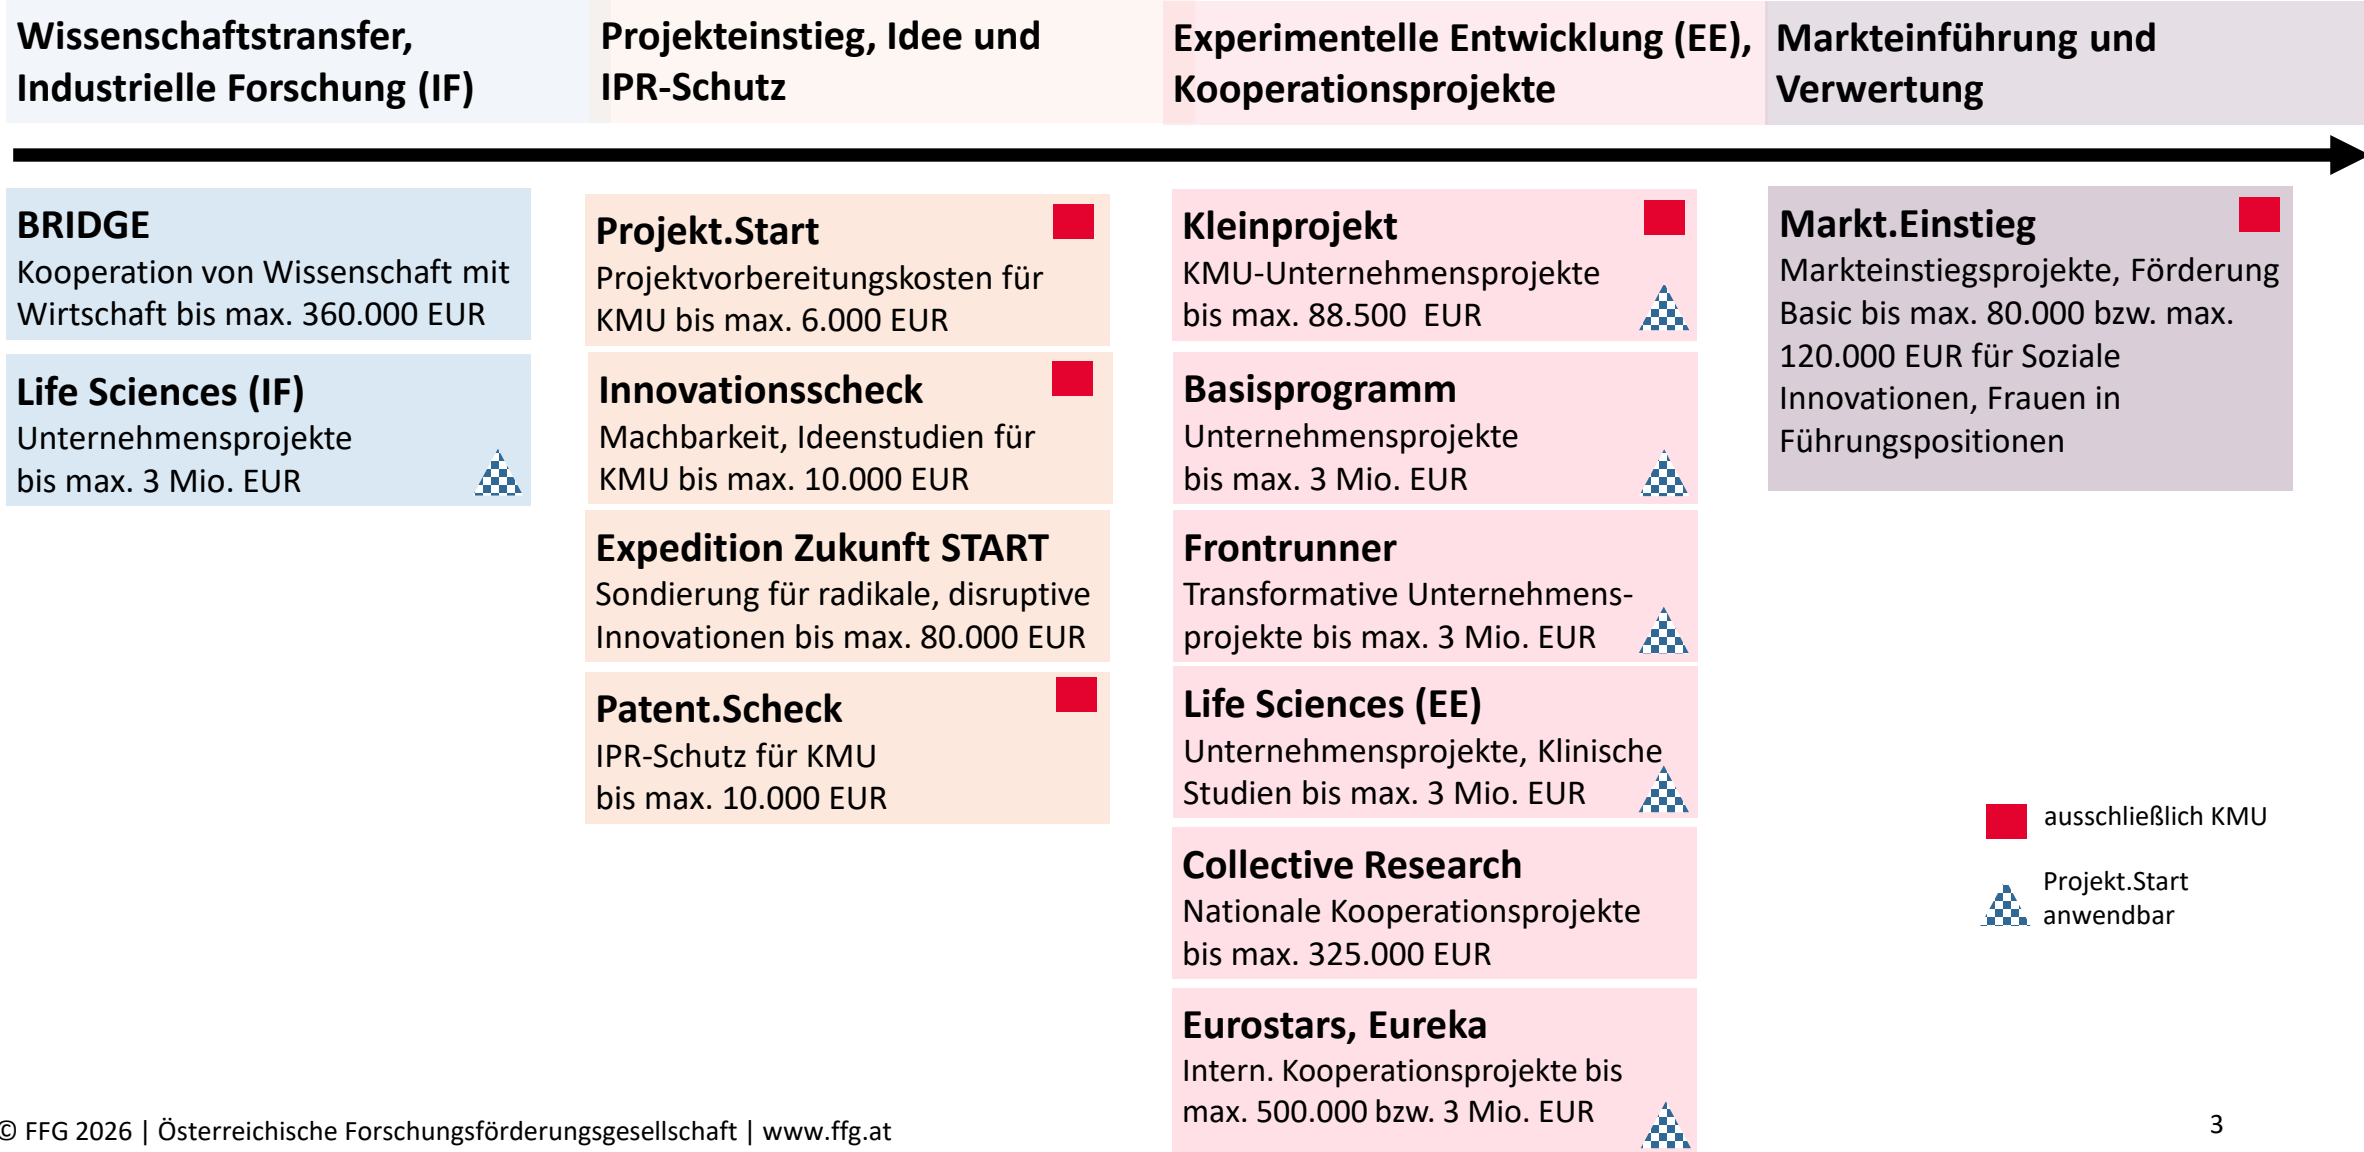 Wissenschaftstransfer,
Industrielle Forschung (IF)
Projekteinstieg, Idee und
IPR-Schutz
Experimentelle Entwicklung (EE),
Kooperationsprojekte
Markteinführung und
Verwertung
BRIDGE
Kooperation von Wissenschaft mit
Wirtschaft bis max. 360.000 EUR
Life Sciences (IF)
Unternehmensprojekte
bis max. 3 Mio. EUR
Projekt.Start
Projektvorbereitungskosten für
KMU bis max. 6.000 EUR
Innovationsscheck
Machbarkeit, Ideenstudien für
KMU bis max. 10.000 EUR
Expedition Zukunft START
Sondierung für radikale, disruptive
Innovationen bis max. 80.000 EUR
Patent.Scheck
IPR-Schutz für KMU
bis max. 10.000 EUR
Kleinprojekt
KMU-Unternehmensprojekte
bis max. 88.500 EUR
Basisprogramm
Unternehmensprojekte
bis max. 3 Mio. EUR
Frontrunner
Transformative Unternehmens-
projekte bis max. 3 Mio. EUR
Life Sciences (EE)
Unternehmensprojekte, Klinische
Studien bis max. 3 Mio. EUR
Collective Research
Nationale Kooperationsprojekte
bis max. 325.000 EUR
Eurostars, Eureka
Intern. Kooperationsprojekte bis
max. 500.000 bzw. 3 Mio. EUR
Markt.Einstieg
Markteinstiegsprojekte, Förderung
Basic bis max. 80.000 bzw. max.
120.000 EUR für Soziale
Innovationen, Frauen in
Führungspositionen
ausschließlich KMU
Projekt.Start
anwendbar
© FFG 2026 | Österreichische Forschungsförderungsgesellschaft | www.ffg.at
3